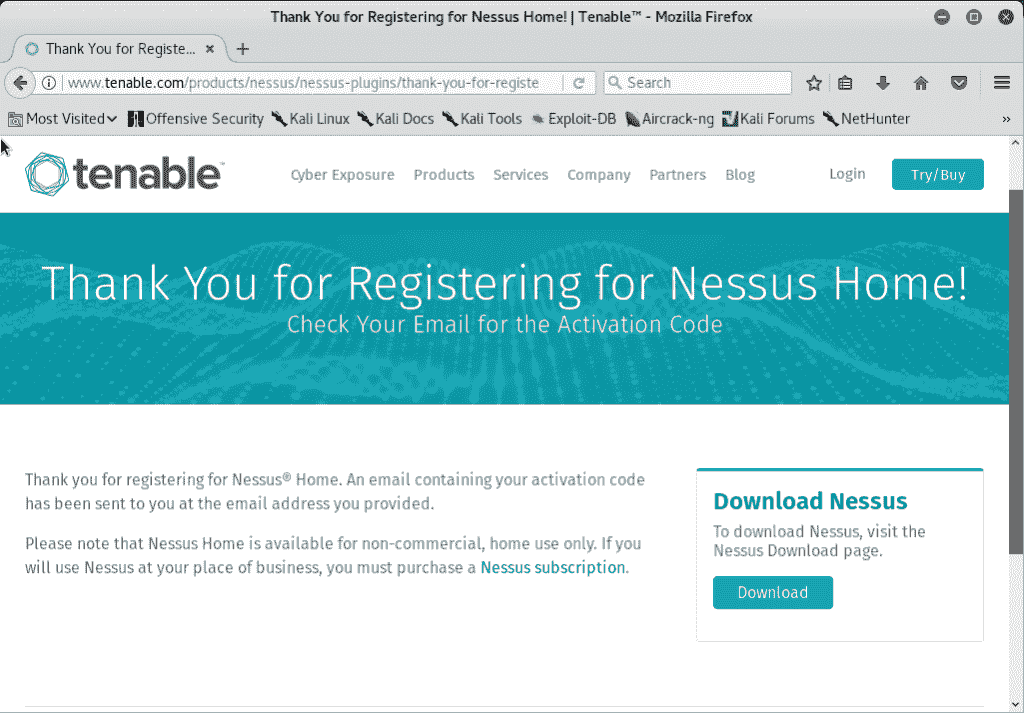 Thank You for Registering for Nessus Home! | Tenable™ - Mozilla Firefox
Thank You for Registe...
www.tenable.com/products/nessus/nessus-plugins/thank-you-for-registe
Search
Most Visited Offensive Security Kali Linux Kali Docs Kali Tools Exploit-DB Aircrack-ng Kali Forums NetHunter »
tenable™ Cyber Exposure Products Services Company Partners Blog Login Try/Buy
Thank You for Registering for Nessus Home!
Check Your Email for the Activation Code
Thank you for registering for Nessus® Home. An email containing your activation code
has been sent to you at the email address you provided.
Please note that Nessus Home is available for non-commercial, home use only. If you
will use Nessus at your place of business, you must purchase a Nessus subscription.
Download Nessus
To download Nessus, visit the
Nessus Download page.
Download